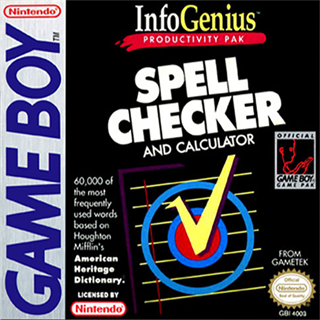 Nintendo
GAME BOY
TM
InfoGenius
PRODUCTIVITY PAK
SPELL
CHECKER
AND CALCULATOR
60,000 of
the most
frequently
used words
based on
Houghton
Mifflin's
American
Heritage
Dictionary.
LICENSED BY
Nintendo
OFFICIAL
GAME BOY
GAME PAK
FROM
GAMETEK
Official
Nintendo
Seal of Quality
GBI 4003